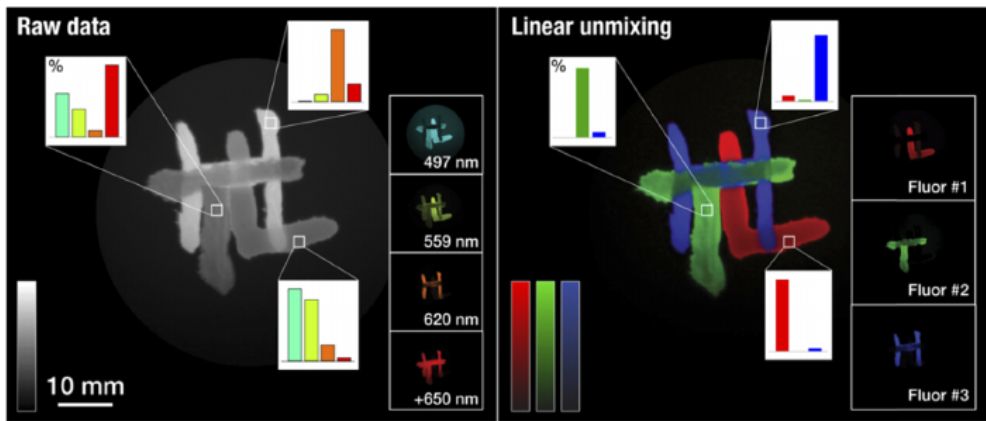 Raw data
%
497 nm
559 nm
620 nm
+650 nm
10 mm
Linear unmixing
%
Fluor #1
Fluor #2
Fluor #3